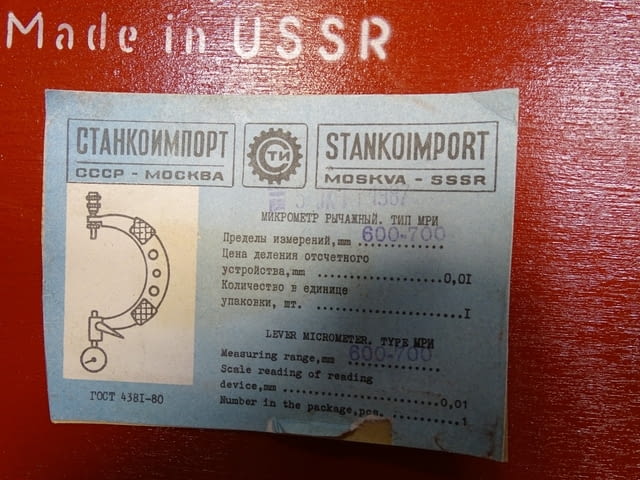 Made in USSR
СТАНКОИМПОРТ
СССР - МОСКВА
СТИ
STANKOIMPORT
MOSKVA - SSSR
МИКРОМЕТР РЫЧАЖНЫЙ. ТИП МРИ
Пределы измерений,mm 600-700
Цена деления отсчетного
устройства,mm ..................0,0I
Количество в единице
упаковки, шт. .........................I
LEVER MICROMETER. TYPE МРИ
Measuring range,mm 600-700
Scale reading of reading
device,mm .......................0,01
Number in the package,pcs. ..........1
ГОСТ 438I-80